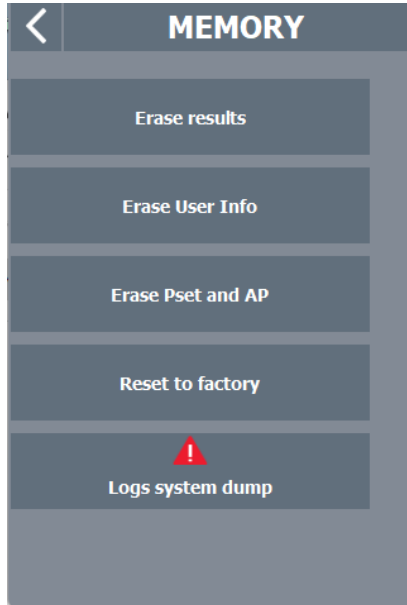 MEMORY
Erase results
Erase User Info
Erase Pset and AP
Reset to factory
Logs system dump